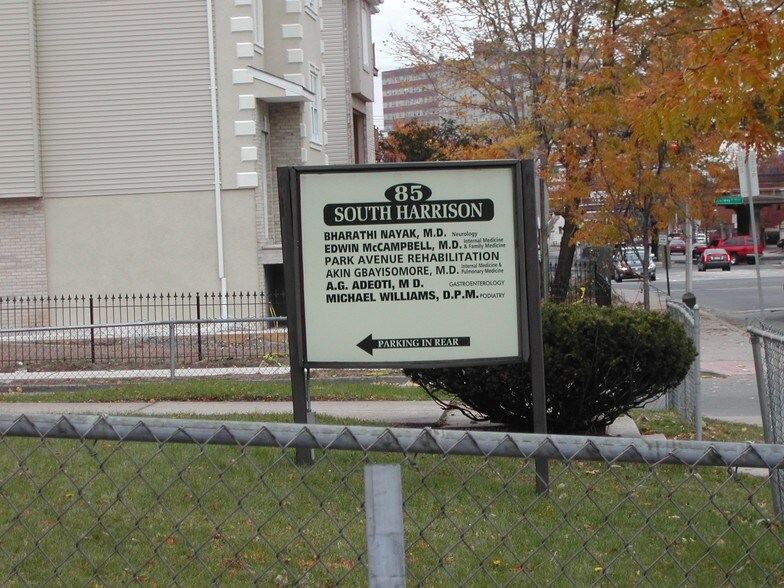 85
SOUTH HARRISON
BHARATHI NAYAK, M.D. Neurology
EDWIN McCAMPBELL, M.D. Internal Medicine & Family Medicine
PARK AVENUE REHABILITATION
AKIN GBAYISOMORE, M.D. Internal Medicine & Pulmonary Medicine
A.G. ADEOTI, M D. GASTROENTEROLOGY
MICHAEL WILLIAMS, D.P.M. PODIATRY
PARKING IN REAR